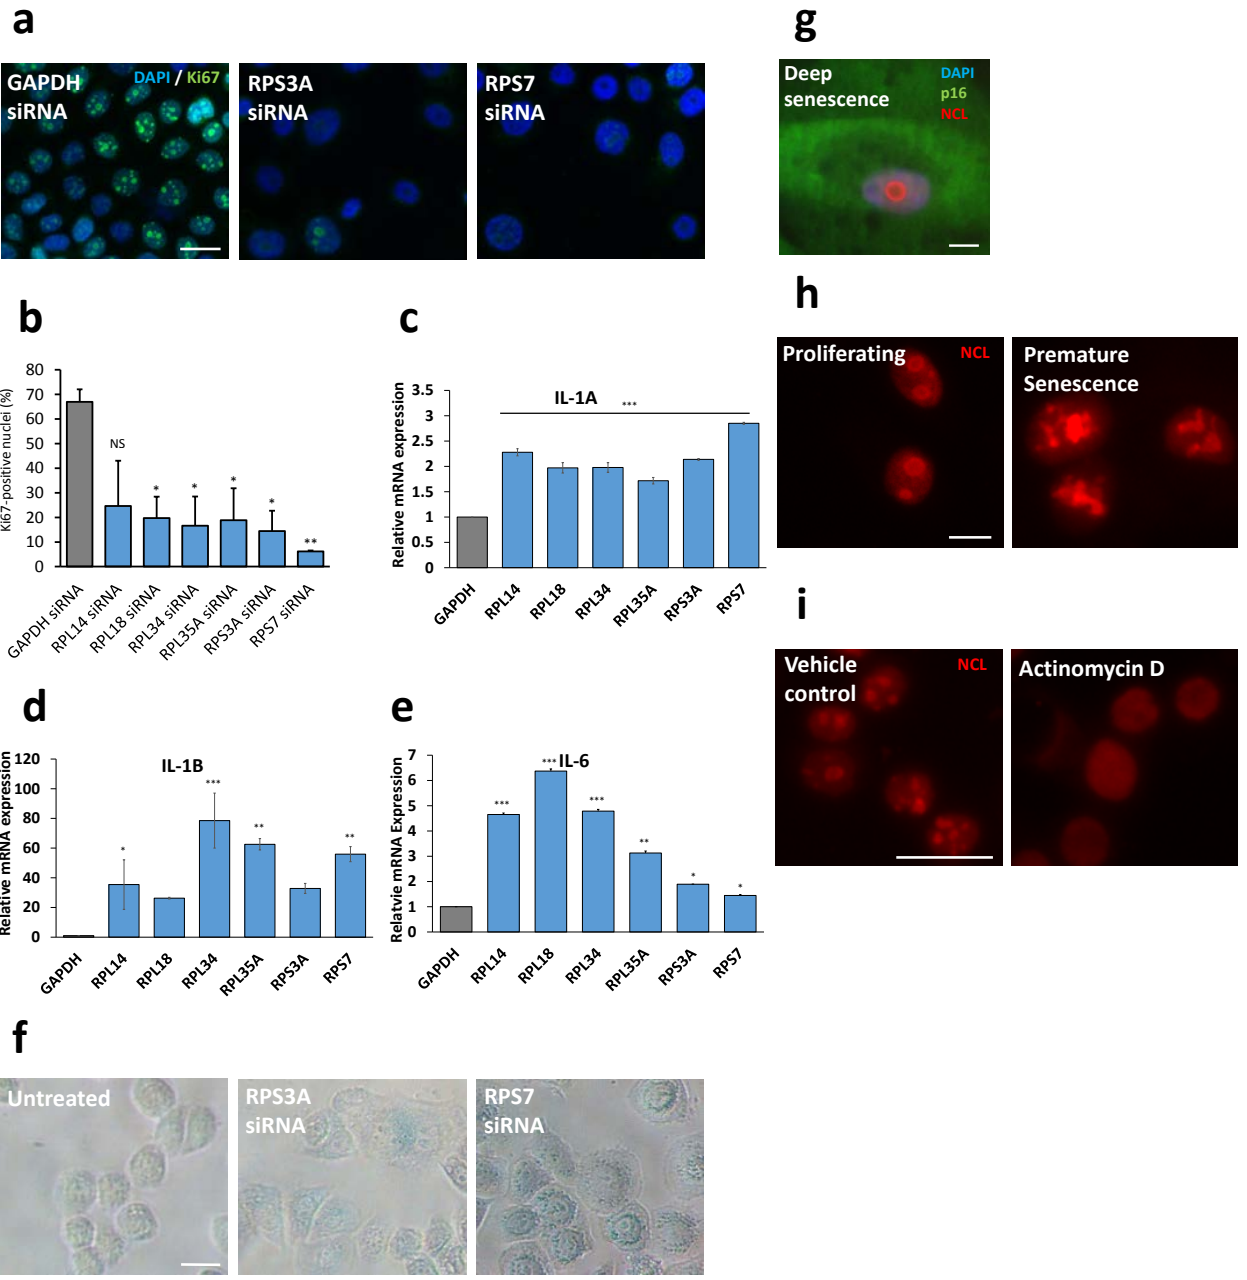 a
GAPDH
siRNA
DAPI / Ki67
RPS3A
siRNA
RPS7
siRNA
g
Deep
senescence
DAPI
p16
NCL
b
Ki67-positive nuclei (%)
80
70
60
50
40
30
20
10
0
NS
*
*
*
*
**
GAPDH siRNA
RPL14 siRNA
RPL18 siRNA
RPL34 siRNA
RPL35A siRNA
RPS3A siRNA
RPS7 siRNA
c
Relative mRNA expression
3.5
3
2.5
2
1.5
1
0.5
0
IL-1A
***
GAPDH
RPL14
RPL18
RPL34
RPL35A
RPS3A
RPS7
h
Proliferating
NCL
Premature
Senescence
d
Relative mRNA expression
120
100
80
60
40
20
0
IL-1B
*
***
**
**
GAPDH
RPL14
RPL18
RPL34
RPL35A
RPS3A
RPS7
e
Relatvie mRNA Expression
7
6
5
4
3
2
1
0
IL-6
***
***
***
**
*
*
GAPDH
RPL14
RPL18
RPL34
RPL35A
RPS3A
RPS7
i
Vehicle
control
NCL
Actinomycin D
f
Untreated
RPS3A
siRNA
RPS7
siRNA